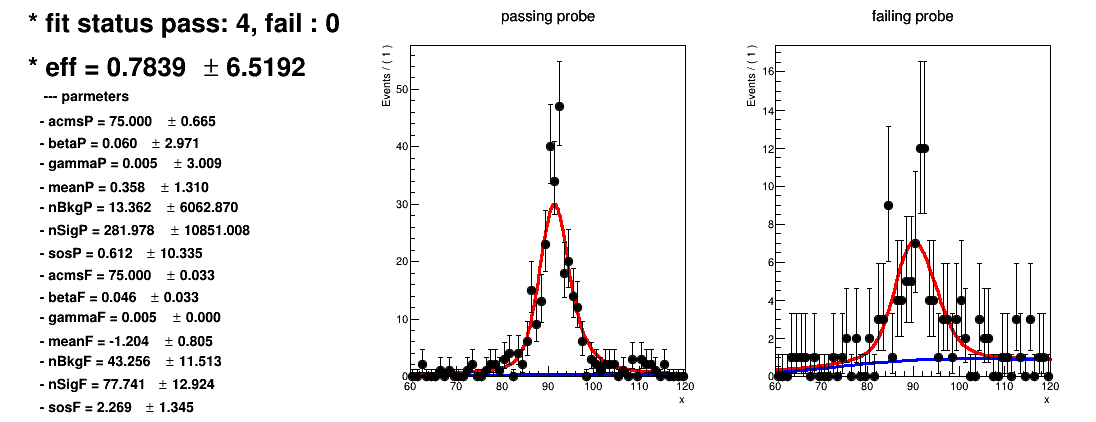 * fit status pass: 4, fail : 0
* eff = 0.7839 ± 6.5192
--- parmeters
- acmsP = 75.000 ± 0.665
- betaP = 0.060 ± 2.971
- gammaP = 0.005 ± 3.009
- meanP = 0.358 ± 1.310
- nBkgP = 13.362 ± 6062.870
- nSigP = 281.978 ± 10851.008
- sosP = 0.612 ± 10.335
- acmsF = 75.000 ± 0.033
- betaF = 0.046 ± 0.033
- gammaF = 0.005 ± 0.000
- meanF = -1.204 ± 0.805
- nBkgF = 43.256 ± 11.513
- nSigF = 77.741 ± 12.924
- sosF = 2.269 ± 1.345
passing probe
Events / ( 1 )
50
40
30
20
10
0
60 70 80 90 100 110 120
x
failing probe
Events / ( 1 )
16
14
12
10
8
6
4
2
0
60 70 80 90 100 110 120
x